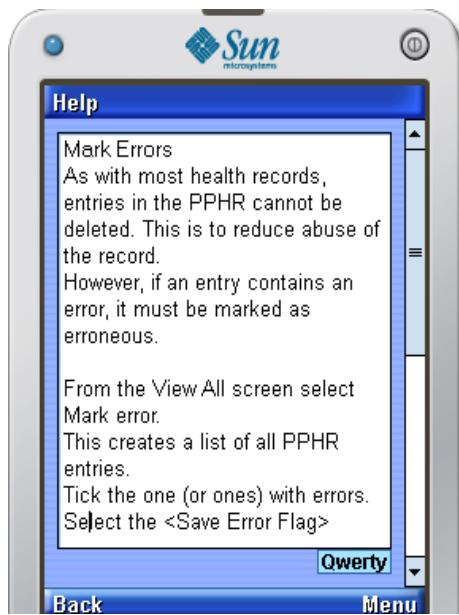 Sun
microsystems
Help
Mark Errors
As with most health records,
entries in the PPHR cannot be
deleted. This is to reduce abuse of
the record.
However, if an entry contains an
error, it must be marked as
erroneous.
From the View All screen select
Mark error.
This creates a list of all PPHR
entries.
Tick the one (or ones) with errors.
Select the <Save Error Flag>
Qwerty
Back
Menu